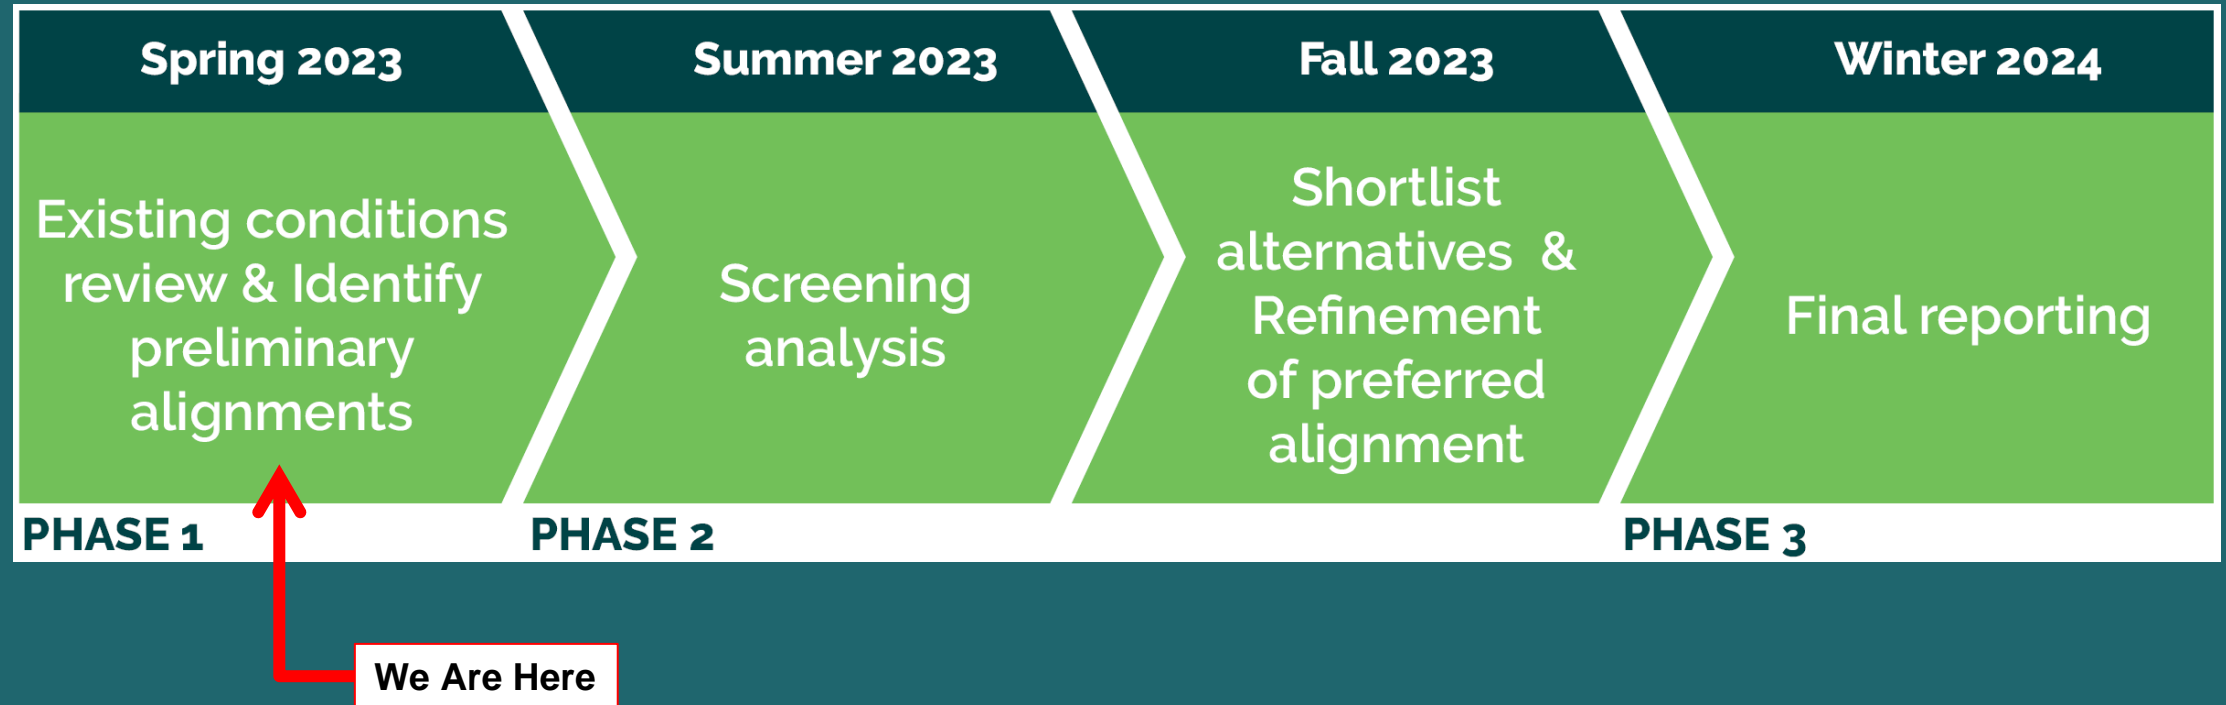 Spring 2023
Summer 2023
Fall 2023
Winter 2024
Existing conditions
review & Identify
preliminary
alignments
Screening
analysis
Shortlist
alternatives &
Refinement
of preferred
alignment
Final reporting
PHASE 1
PHASE 2
PHASE 3
We Are Here